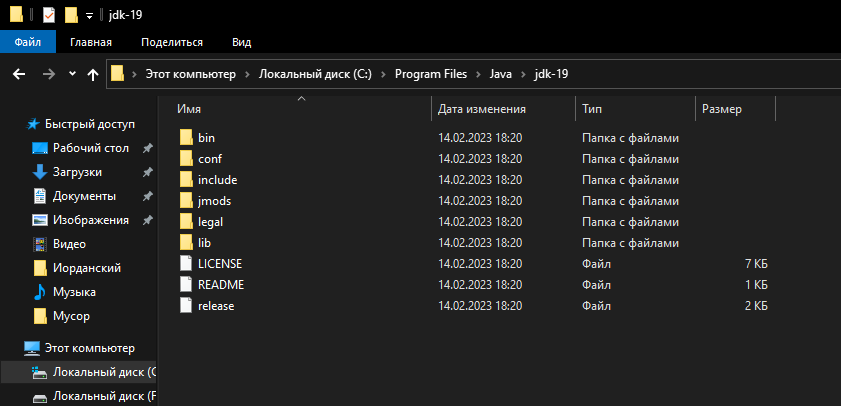 jdk-19
Файл Главная Поделиться Вид
Этот компьютер Локальный диск (C:) Program Files Java jdk-19
Имя Дата изменения Тип Размер
Быстрый доступ
Рабочий стол
Загрузки
Документы
Изображения
Видео
Иорданский
Музыка
Мусор
Этот компьютер
Локальный диск (C
Локальный диск (F
bin 14.02.2023 18:20 Папка с файлами
conf 14.02.2023 18:20 Папка с файлами
include 14.02.2023 18:20 Папка с файлами
jmods 14.02.2023 18:20 Папка с файлами
legal 14.02.2023 18:20 Папка с файлами
lib 14.02.2023 18:20 Папка с файлами
LICENSE 14.02.2023 18:20 Файл 7 КБ
README 14.02.2023 18:20 Файл 1 КБ
release 14.02.2023 18:20 Файл 2 КБ